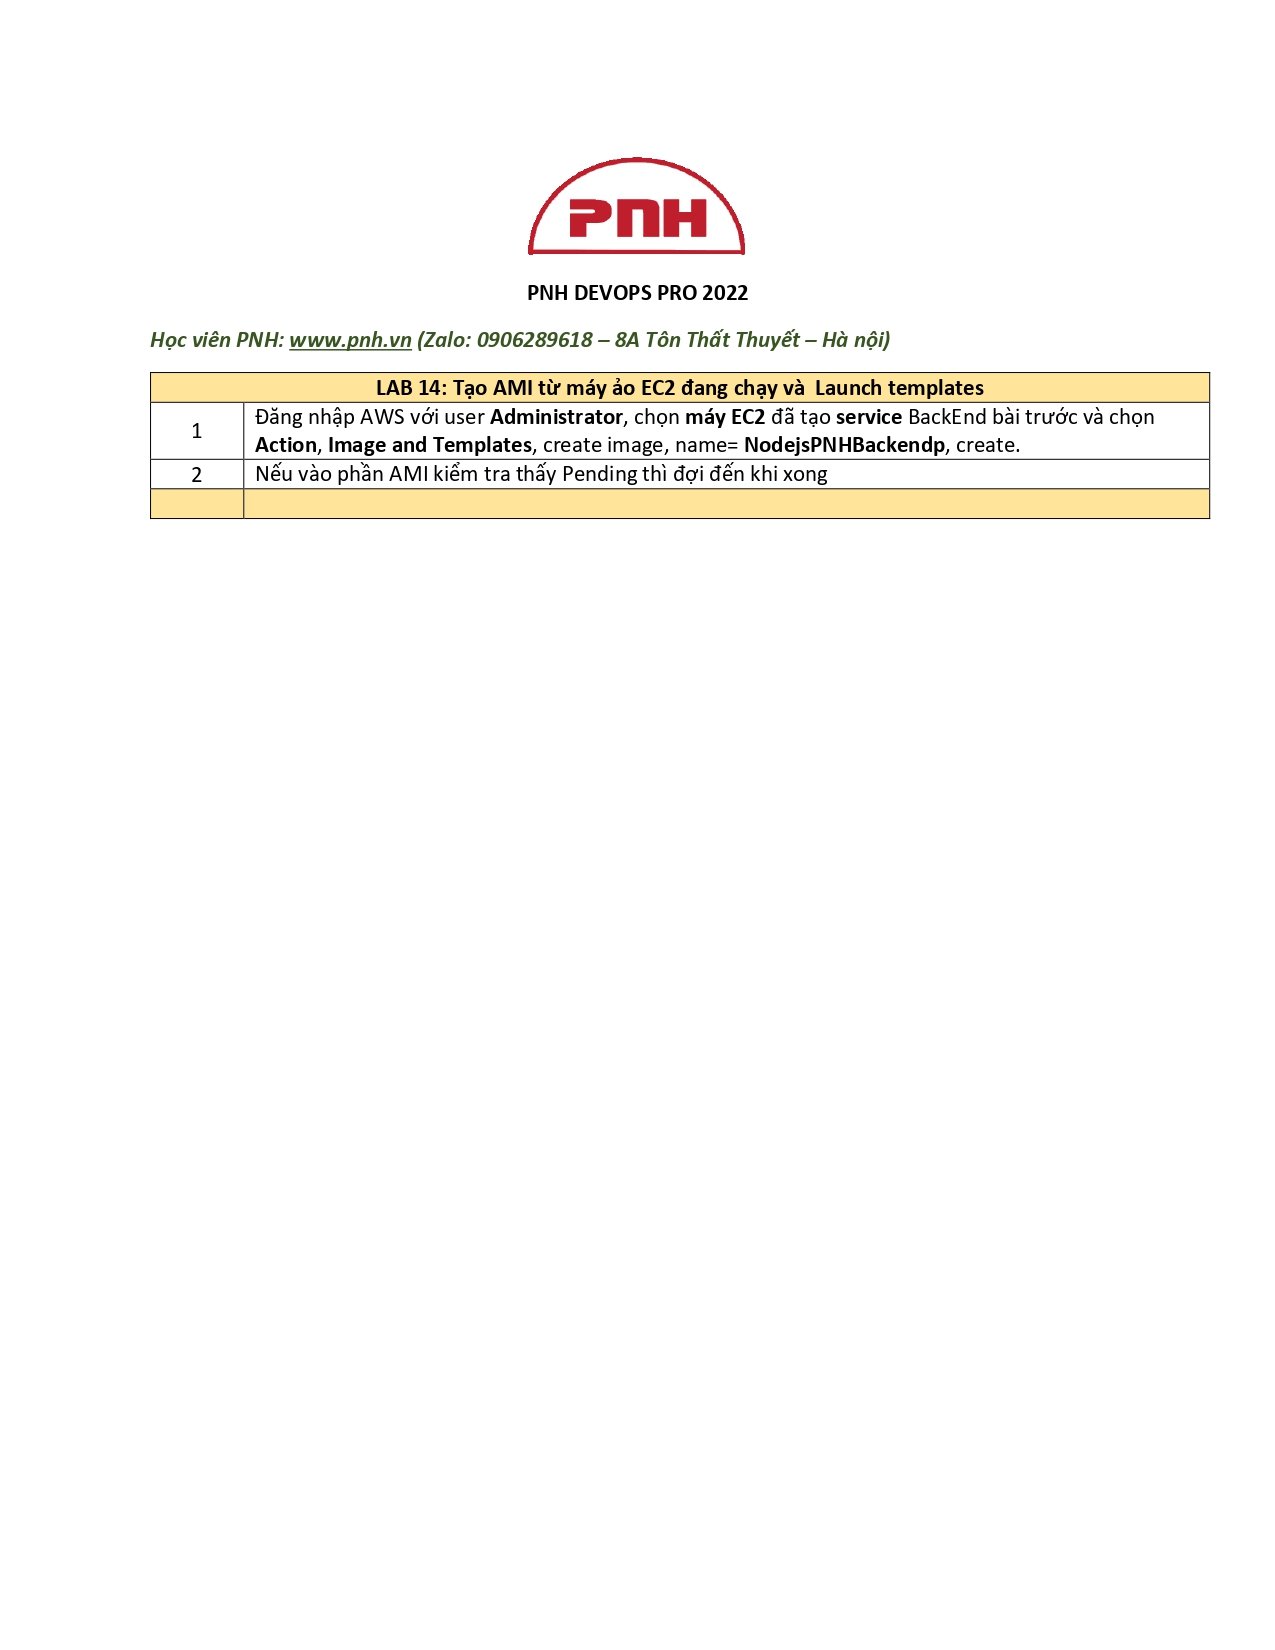 PNH
PNH DEVOPS PRO 2022
Học viên PNH: www.pnh.vn (Zalo: 0906289618 – 8A Tôn Thất Thuyết – Hà nội)
LAB 14: Tạo AMI từ máy ảo EC2 đang chạy và  Launch templates
1
Đăng nhập AWS với user Administrator, chọn máy EC2 đã tạo service BackEnd bài trước và chọn
Action, Image and Templates, create image, name= NodejsPNHBackendp, create.
2
Nếu vào phần AMI kiểm tra thấy Pending thì đợi đến khi xong